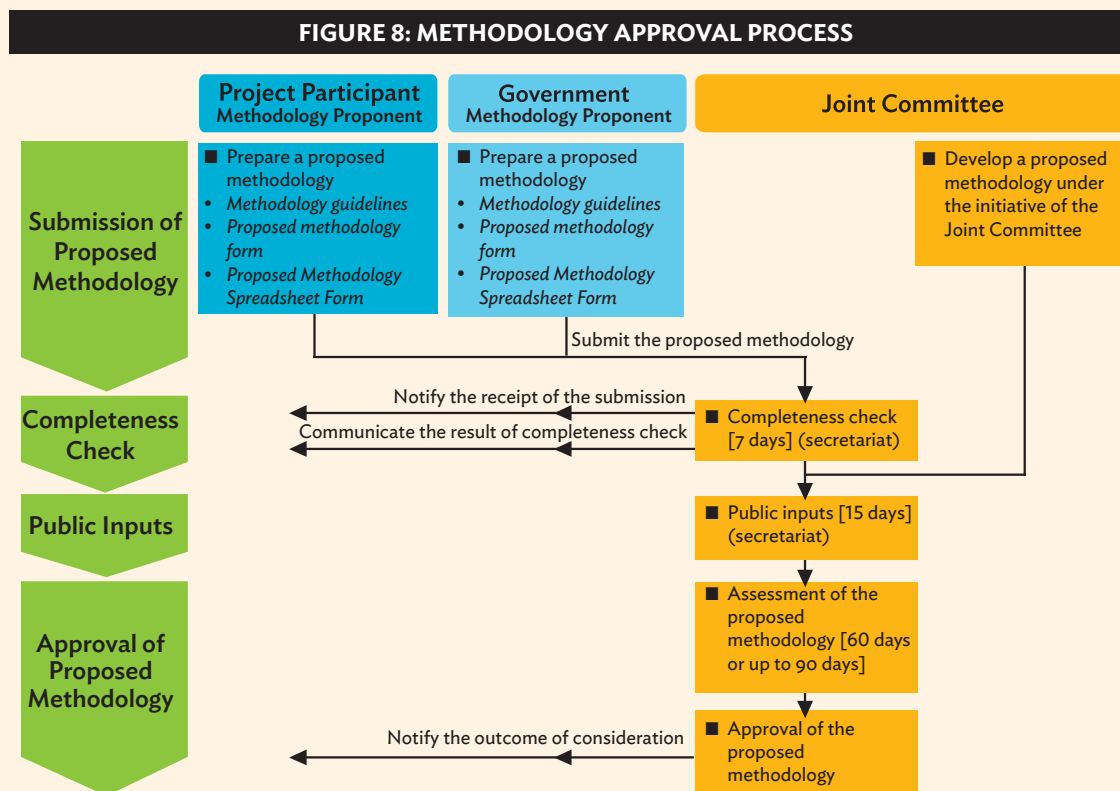 FIGURE 8: METHODOLOGY APPROVAL PROCESS
Project Participant
Methodology Proponent
Government
Methodology Proponent
Joint Committee
Submission of
Proposed
Methodology
■ Prepare a proposed
methodology
• Methodology guidelines
• Proposed methodology
form
• Proposed Methodology
Spreadsheet Form
■ Prepare a proposed
methodology
• Methodology guidelines
• Proposed methodology
form
• Proposed Methodology
Spreadsheet Form
■ Develop a proposed
methodology under
the initiative of the
Joint Committee
Submit the proposed methodology
Completeness
Check
Notify the receipt of the submission
Communicate the result of completeness check
■ Completeness check
[7 days] (secretariat)
Public Inputs
■ Public inputs [15 days]
(secretariat)
Approval of
Proposed
Methodology
■ Assessment of the
proposed
methodology [60 days
or up to 90 days]
Notify the outcome of consideration
■ Approval of the
proposed
methodology